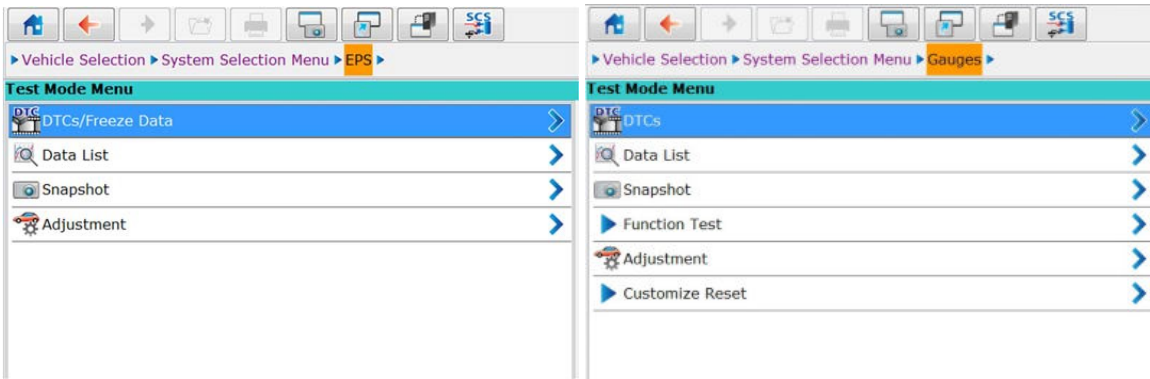 SCS
Vehicle Selection System Selection Menu EPS
Test Mode Menu
DTC DTCs/Freeze Data
Data List
Snapshot
Adjustment
SCS
Vehicle Selection System Selection Menu Gauges
Test Mode Menu
DTC DTCs
Data List
Snapshot
Function Test
Adjustment
Customize Reset